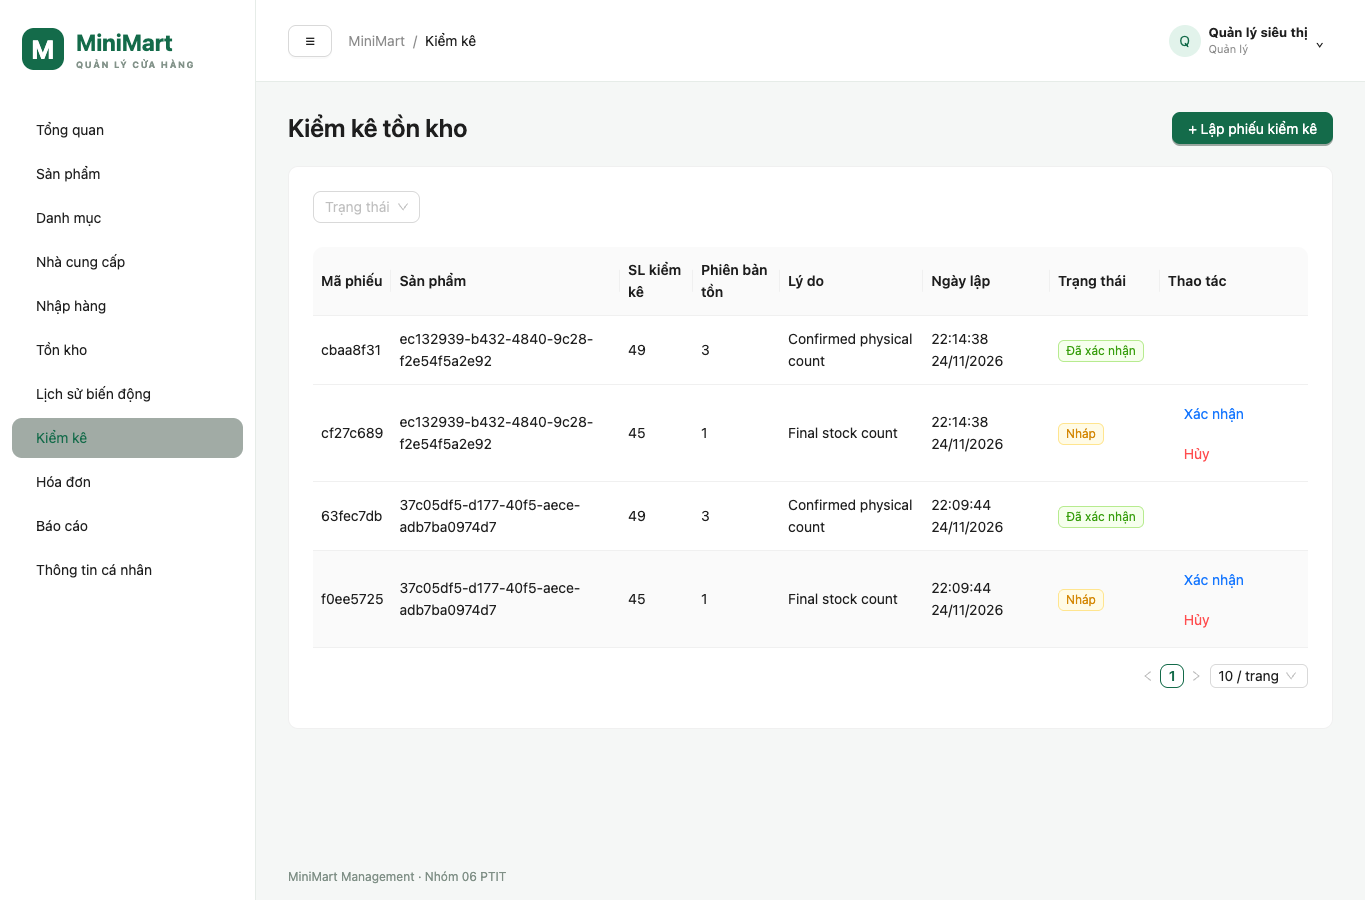 M
MiniMart
QUẢN LÝ CỬA HÀNG
Tổng quan
Sản phẩm
Danh mục
Nhà cung cấp
Nhập hàng
Tồn kho
Lịch sử biến động
Kiểm kê
Hóa đơn
Báo cáo
Thông tin cá nhân
MiniMart / Kiểm kê
Q
Quản lý siêu thị
Quản lý
Kiểm kê tồn kho
+ Lập phiếu kiểm kê
Trạng thái
Mã phiếu Sản phẩm SL kiểm kê Phiên bản tồn Lý do Ngày lập Trạng thái Thao tác
cbaa8f31 ec132939-b432-4840-9c28-f2e54f5a2e92 49 3 Confirmed physical count 22:14:38 24/11/2026 Đã xác nhận
cf27c689 ec132939-b432-4840-9c28-f2e54f5a2e92 45 1 Final stock count 22:14:38 24/11/2026 Nháp Xác nhận Hủy
63fec7db 37c05df5-d177-40f5-aece-adb7ba0974d7 49 3 Confirmed physical count 22:09:44 24/11/2026 Đã xác nhận
f0ee5725 37c05df5-d177-40f5-aece-adb7ba0974d7 45 1 Final stock count 22:09:44 24/11/2026 Nháp Xác nhận Hủy
1
10 / trang
MiniMart Management · Nhóm 06 PTIT